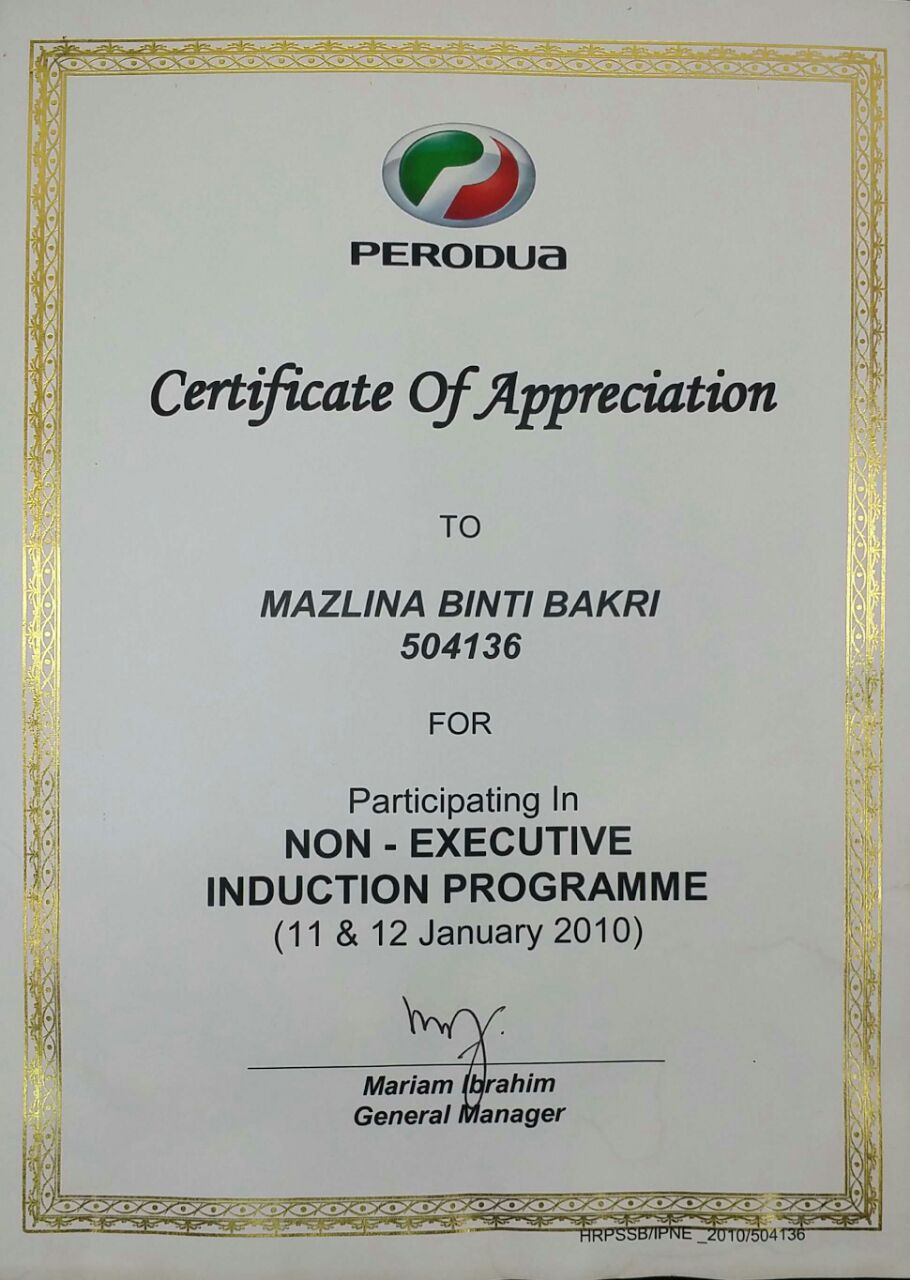 PERODUA
Certificate Of Appreciation
TO
MAZLINA BINTI BAKRI
504136
FOR
Participating In
NON - EXECUTIVE
INDUCTION PROGRAMME
(11 & 12 January 2010)
Mariam Ibrahim
General Manager
HRPSSB/IPNE _2010/504136